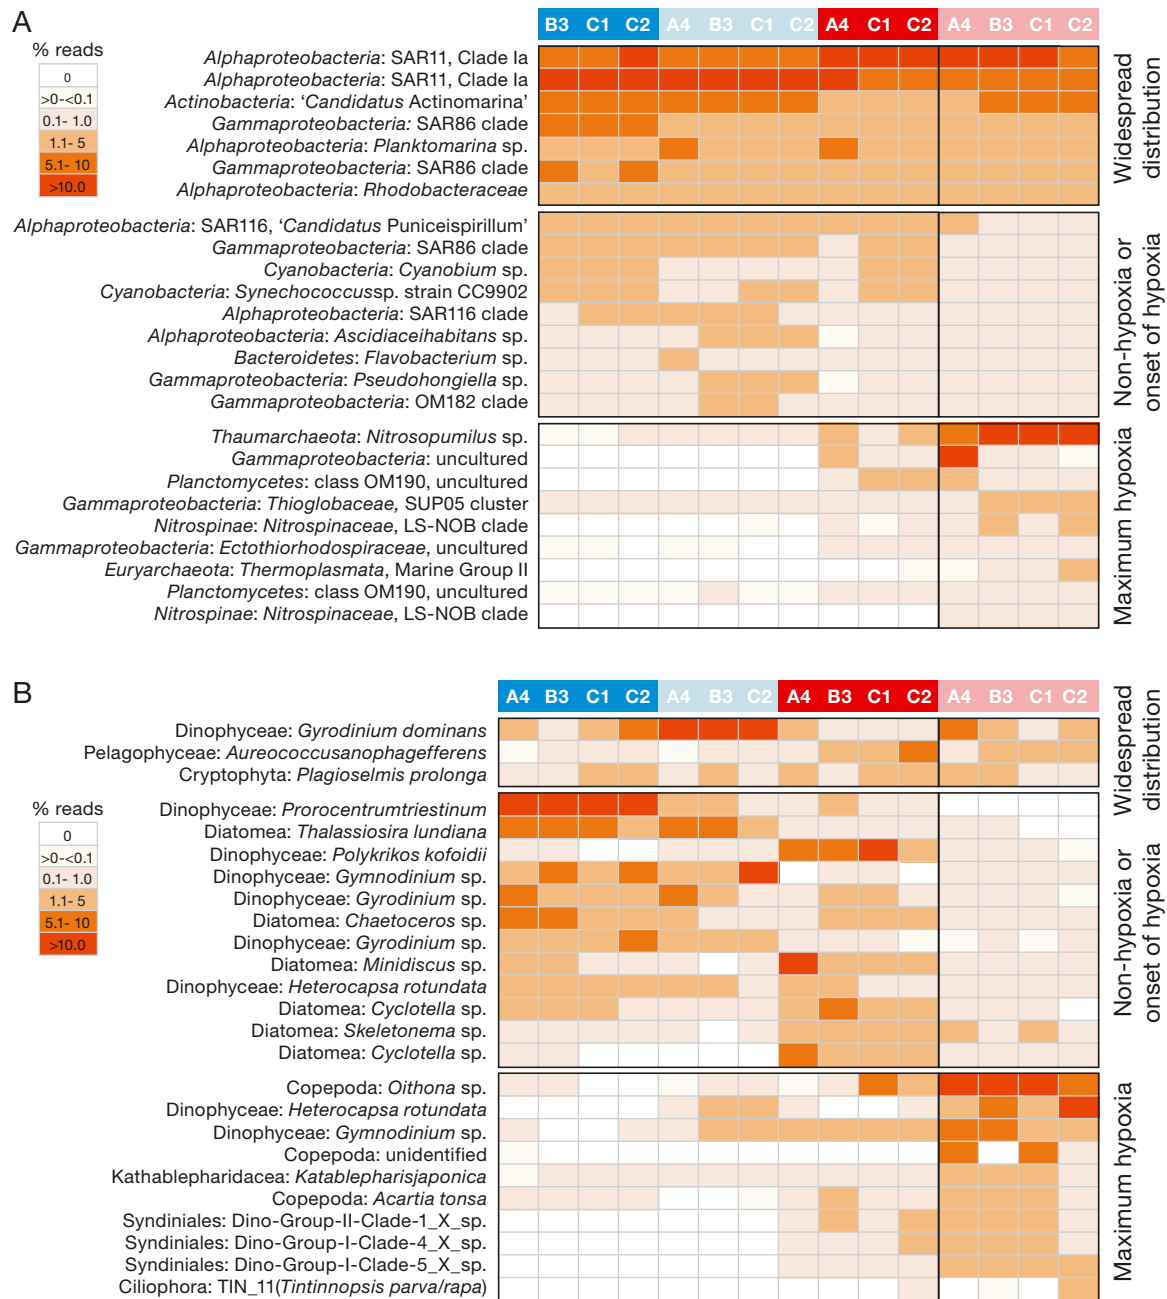 A
B3 C1 C2 A4 B3 C1 C2 A4 C1 C2 A4 B3 C1 C2
% reads
0
>0-<0.1
0.1- 1.0
1.1- 5
5.1- 10
>10.0
Alphaproteobacteria: SAR11, Clade Ia
Alphaproteobacteria: SAR11, Clade Ia
Actinobacteria: ‘Candidatus Actinomarina’
Gammaproteobacteria: SAR86 clade
Alphaproteobacteria: Planktomarina sp.
Gammaproteobacteria: SAR86 clade
Alphaproteobacteria: Rhodobacteraceae
Widespread
distribution
Alphaproteobacteria: SAR116, ‘Candidatus Puniceispirillum’
Gammaproteobacteria: SAR86 clade
Cyanobacteria: Cyanobium sp.
Cyanobacteria: Synechococcussp. strain CC9902
Alphaproteobacteria: SAR116 clade
Alphaproteobacteria: Ascidiaceihabitans sp.
Bacteroidetes: Flavobacterium sp.
Gammaproteobacteria: Pseudohongiella sp.
Gammaproteobacteria: OM182 clade
Non-hypoxia or
onset of hypoxia
Thaumarchaeota: Nitrosopumilus sp.
Gammaproteobacteria: uncultured
Planctomycetes: class OM190, uncultured
Gammaproteobacteria: Thioglobaceae, SUP05 cluster
Nitrospinae: Nitrospinaceae, LS-NOB clade
Gammaproteobacteria: Ectothiorhodospiraceae, uncultured
Euryarchaeota: Thermoplasmata, Marine Group II
Planctomycetes: class OM190, uncultured
Nitrospinae: Nitrospinaceae, LS-NOB clade
Maximum hypoxia
B
A4 B3 C1 C2 A4 B3 C2 A4 B3 C1 C2 A4 B3 C1 C2
Dinophyceae: Gyrodinium dominans
Pelagophyceae: Aureococcusanophagefferens
Cryptophyta: Plagioselmis prolonga
Widespread
distribution
% reads
0
>0-<0.1
0.1- 1.0
1.1- 5
5.1- 10
>10.0
Dinophyceae: Prorocentrumtriestinum
Diatomea: Thalassiosira lundiana
Dinophyceae: Polykrikos kofoidii
Dinophyceae: Gymnodinium sp.
Dinophyceae: Gyrodinium sp.
Diatomea: Chaetoceros sp.
Dinophyceae: Gyrodinium sp.
Diatomea: Minidiscus sp.
Dinophyceae: Heterocapsa rotundata
Diatomea: Cyclotella sp.
Diatomea: Skeletonema sp.
Diatomea: Cyclotella sp.
Non-hypoxia or
onset of hypoxia
Copepoda: Oithona sp.
Dinophyceae: Heterocapsa rotundata
Dinophyceae: Gymnodinium sp.
Copepoda: unidentified
Kathablepharidacea: Katablepharisjaponica
Copepoda: Acartia tonsa
Syndiniales: Dino-Group-II-Clade-1_X_sp.
Syndiniales: Dino-Group-I-Clade-4_X_sp.
Syndiniales: Dino-Group-I-Clade-5_X_sp.
Ciliophora: TIN_11(Tintinnopsis parva/rapa)
Maximum hypoxia